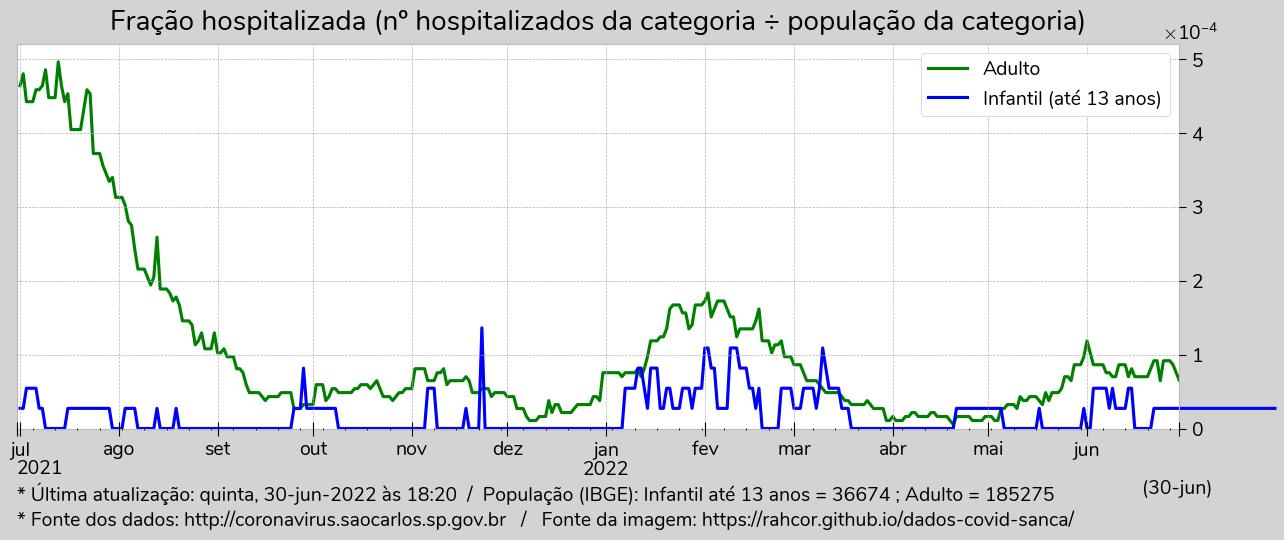 Fração hospitalizada (nº hospitalizados da categoria ÷ população da categoria)
×10⁻⁴
Adulto
Infantil (até 13 anos)
5
4
3
2
1
0
jul ago set out nov dez jan fev mar abr mai jun
2021 2022
(30-jun)
* Última atualização: quinta, 30-jun-2022 às 18:20 / População (IBGE): Infantil até 13 anos = 36674 ; Adulto = 185275
* Fonte dos dados: http://coronavirus.saocarlos.sp.gov.br / Fonte da imagem: https://rahcor.github.io/dados-covid-sanca/